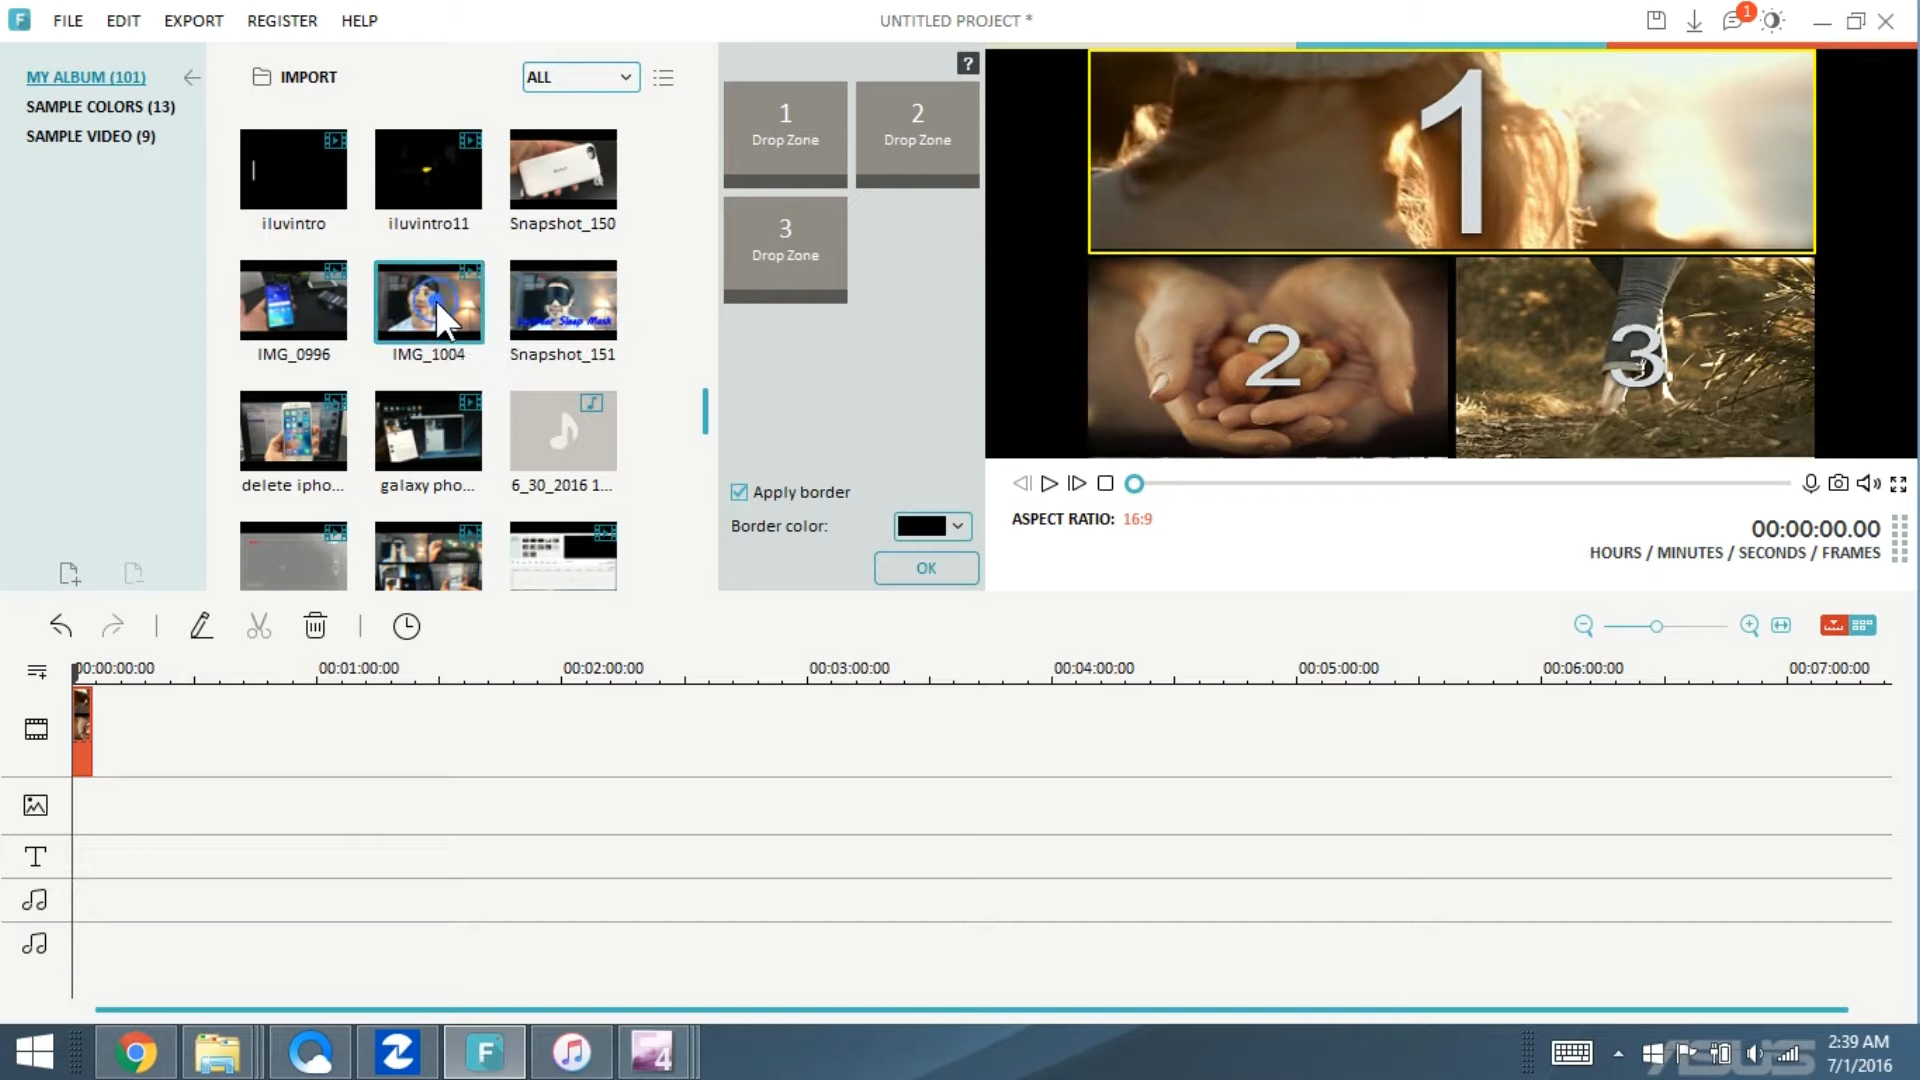 FILE EDIT EXPORT REGISTER HELP UNTITLED PROJECT * 1
MY ALBUM (101)
SAMPLE COLORS (13)
SAMPLE VIDEO (9)
IMPORT ALL
iluvintro iluvintro11 Snapshot_150
IMG_0996 IMG_1004 Snapshot_151
delete ipho... galaxy pho... 6_30_2016 1...
?
1 2
Drop Zone Drop Zone
3
Drop Zone
Apply border
Border color:
OK
1
2 3
ASPECT RATIO: 16:9
00:00:00.00
HOURS / MINUTES / SECONDS / FRAMES
00:00:00:00 00:01:00:00 00:02:00:00 00:03:00:00 00:04:00:00 00:05:00:00 00:06:00:00 00:07:00:00
T
2:39 AM
7/1/2016
ASUS